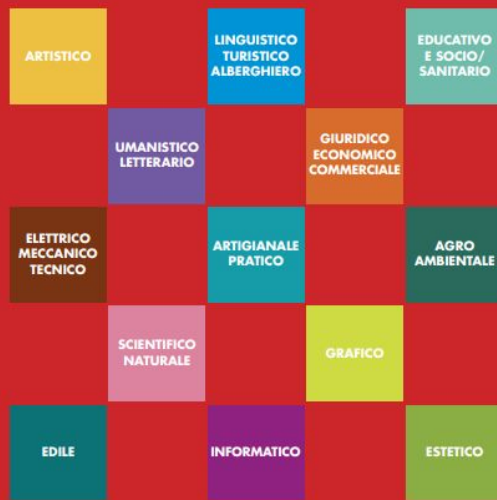 ARTISTICO
LINGUISTICO
TURISTICO
ALBERGHIERO
EDUCATIVO
E SOCIO/
SANITARIO
UMANISTICO
LETTERARIO
GIURIDICO
ECONOMICO
COMMERCIALE
ELETTRICO
MECCANICO
TECNICO
ARTIGIANALE
PRATICO
AGRO
AMBIENTALE
SCIENTIFICO
NATURALE
GRAFICO
EDILE
INFORMATICO
ESTETICO